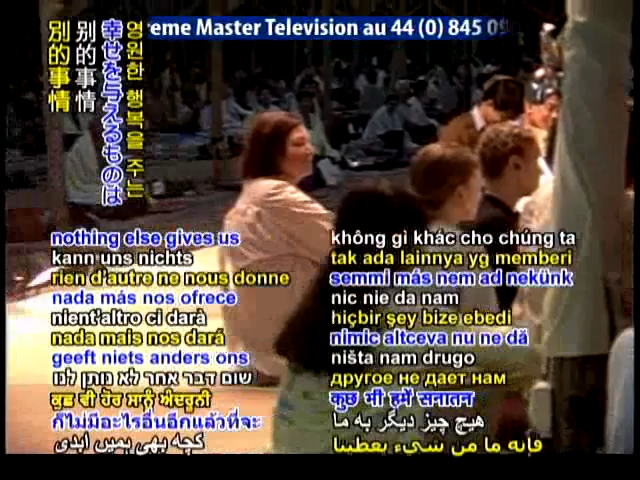 eme Master Television au 44 (0) 845 0
別的事情
别的事情
幸せを与えるものは
영원한 행복을 주는
nothing else gives us
kann uns nichts
rien d'autre ne nous donne
nada más nos ofrece
nient'altro ci darà
nada mais nos dará
geeft niets anders ons
שום דבר אחר לא נותן לנו
ਕੁਛ ਵੀ ਹੋਰ ਸਾਨੂੰ ਅੰਦਰੂਨੀ
ก็ไม่มีอะไรอื่นอีกแล้วที่จะ
کچه بهی ہمیں ابدی
không gì khác cho chúng ta
tak ada lainnya yg memberi
semmi más nem ad nekünk
nic nie da nam
hiçbir şey bize ebedi
nimic altceva nu ne dă
ništa nam drugo
другое не дает нам
कुछ भी हमें सनातन
هیچ چیز دیگر به ما
فإنه ما من شيء يعطينا